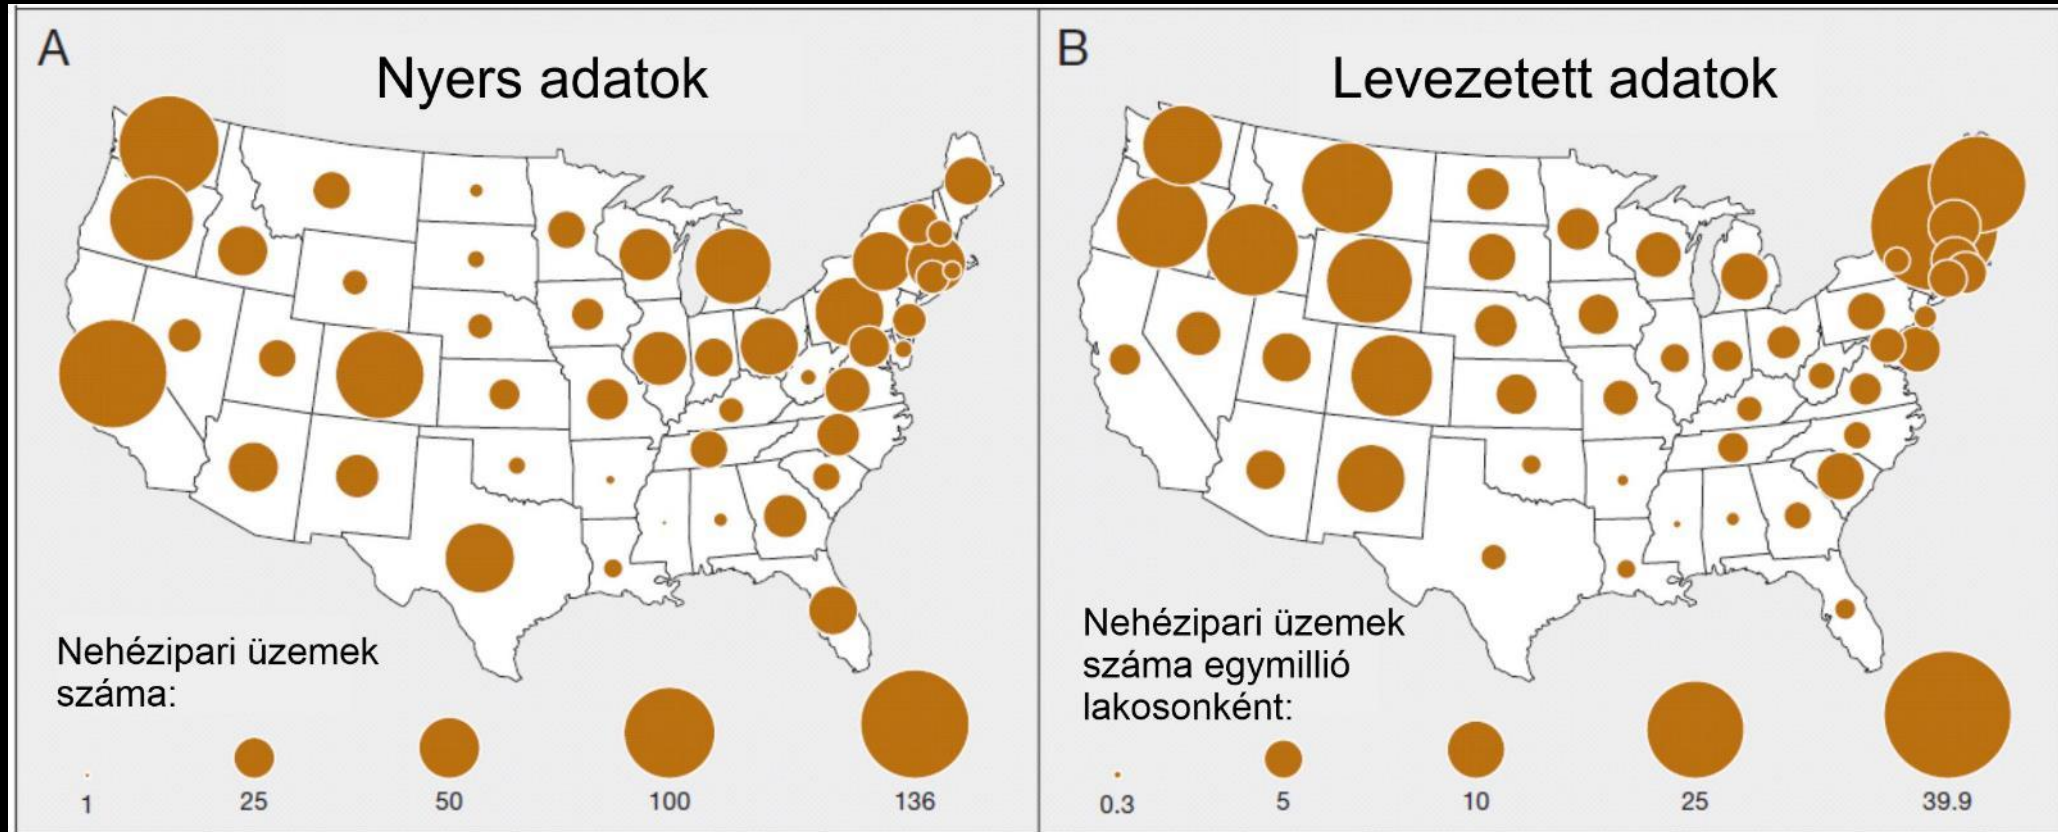 A
Nyers adatok
Nehézipari üzemek
száma:
1 25 50 100 136
B
Levezetett adatok
Nehézipari üzemek
száma egymillió
lakosonként:
0.3 5 10 25 39.9